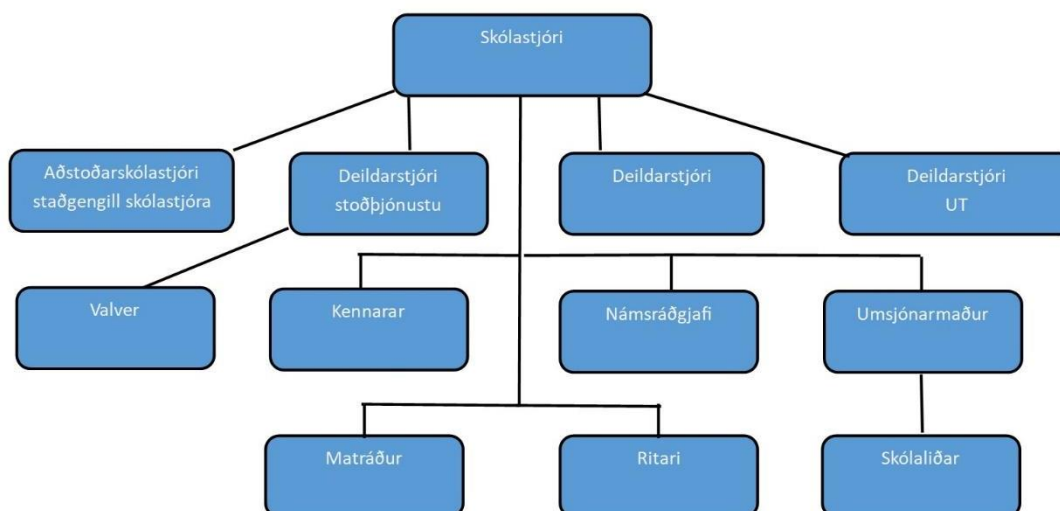 Skólastjóri
Aðstoðarskólastjóri
staðgengill skólastjóra
Deildarstjóri
stoðþjónustu
Deildarstjóri
Deildarstjóri
UT
Valver
Kennarar
Námsráðgjafi
Umsjónarmaður
Matráður
Ritari
Skólaliðar